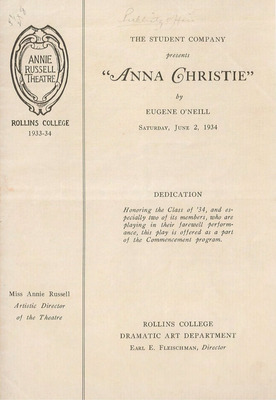 ANNIE
RUSSELL
THEATRE
ROLLINS COLLEGE
1933-34
Miss Annie Russell
Artistic Director
of the Theatre
THE STUDENT COMPANY
presents
"ANNA CHRISTIE"
by
EUGENE O'NEILL
SATURDAY, JUNE 2, 1934
DEDICATION
Honoring the Class of '34, and es-
pecially two of its members, who are
playing in their farewell perform-
ance, this play is offered as a part
of the Commencement program.
ROLLINS COLLEGE
DRAMATIC ART DEPARTMENT
EARL E. FLEISCHMAN, Director